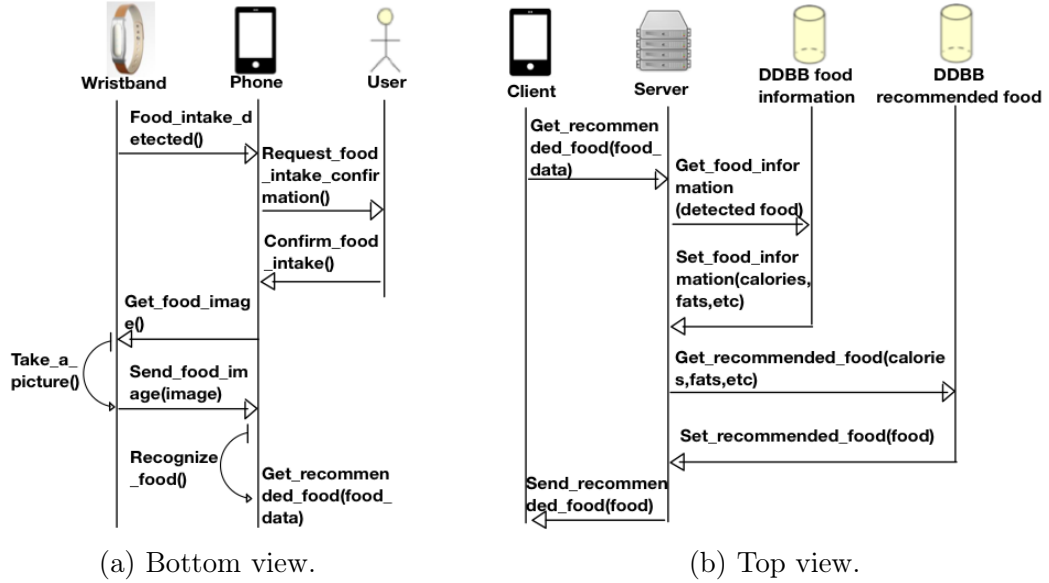 Wristband
Phone
User
Food_intake_d
etected()
Request_food
_intake_confir
mation()
Confirm_food
_intake()
Get_food_imag
e()
Take_a_
picture()
Send_food_im
age(image)
Recognize
_food()
Get_recommen
ded_food(food_
data)
(a) Bottom view.
Client
Server
DDBB food
information
DDBB
recommended food
Get_recommen
ded_food(food_
data)
Get_food_infor
mation
(detected food)
Set_food_infor
mation(calories,
fats,etc)
Get_recommended_food(calorie
s,fats,etc)
Set_recommended_food(food)
Send_recommen
ded_food(food)
(b) Top view.